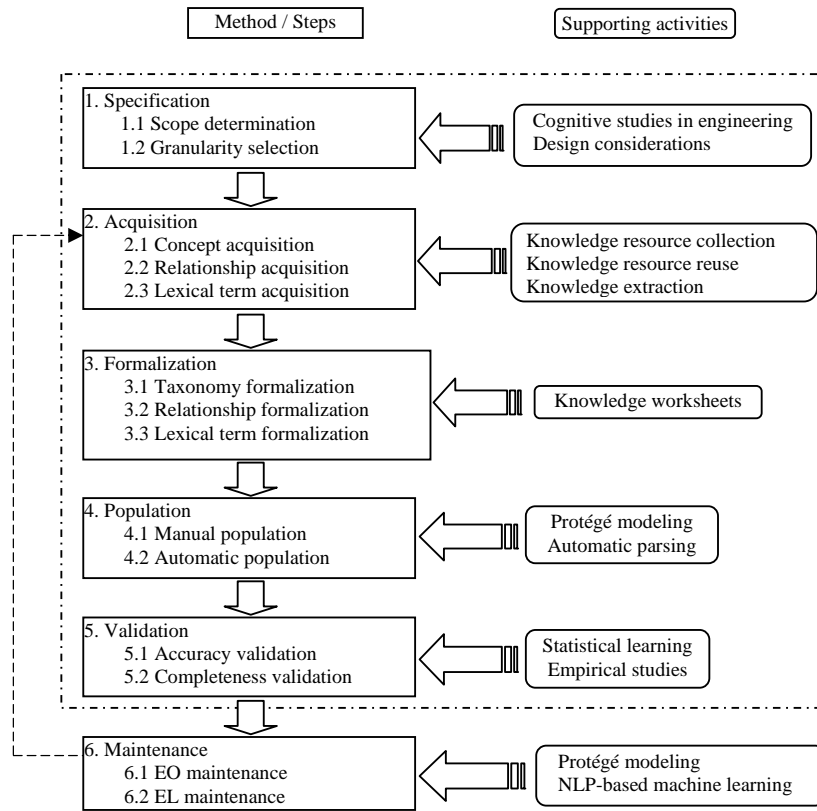 Method / Steps
Supporting activities
1. Specification
1.1 Scope determination
1.2 Granularity selection
Cognitive studies in engineering
Design considerations
2. Acquisition
2.1 Concept acquisition
2.2 Relationship acquisition
2.3 Lexical term acquisition
Knowledge resource collection
Knowledge resource reuse
Knowledge extraction
3. Formalization
3.1 Taxonomy formalization
3.2 Relationship formalization
3.3 Lexical term formalization
Knowledge worksheets
4. Population
4.1 Manual population
4.2 Automatic population
Protégé modeling
Automatic parsing
5. Validation
5.1 Accuracy validation
5.2 Completeness validation
Statistical learning
Empirical studies
6. Maintenance
6.1 EO maintenance
6.2 EL maintenance
Protégé modeling
NLP-based machine learning